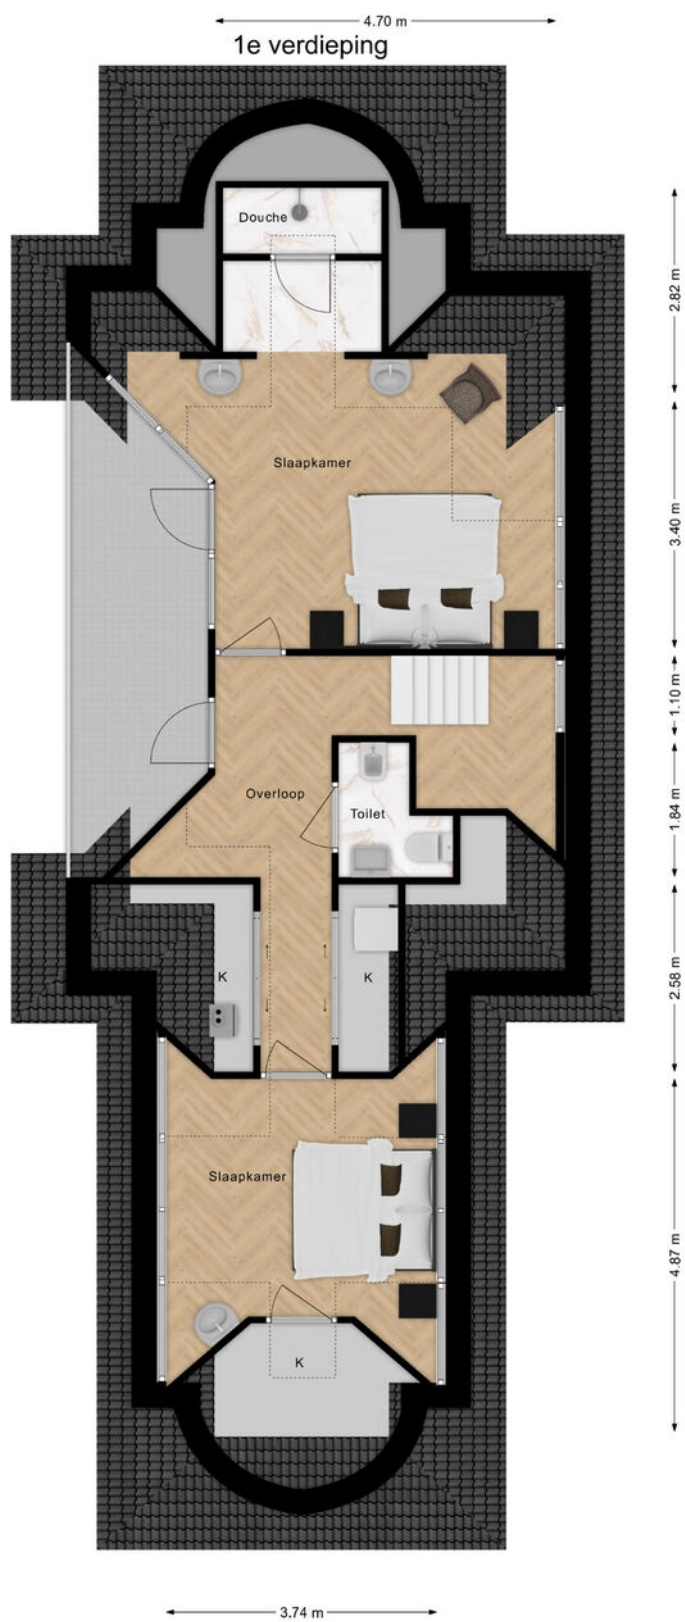 4.70 m
1e verdieping
Douche
2.82 m
Slaapkamer
3.40 m
1.10 m
Overloop
Toilet
1.84 m
K
K
2.58 m
Slaapkamer
4.87 m
K
3.74 m